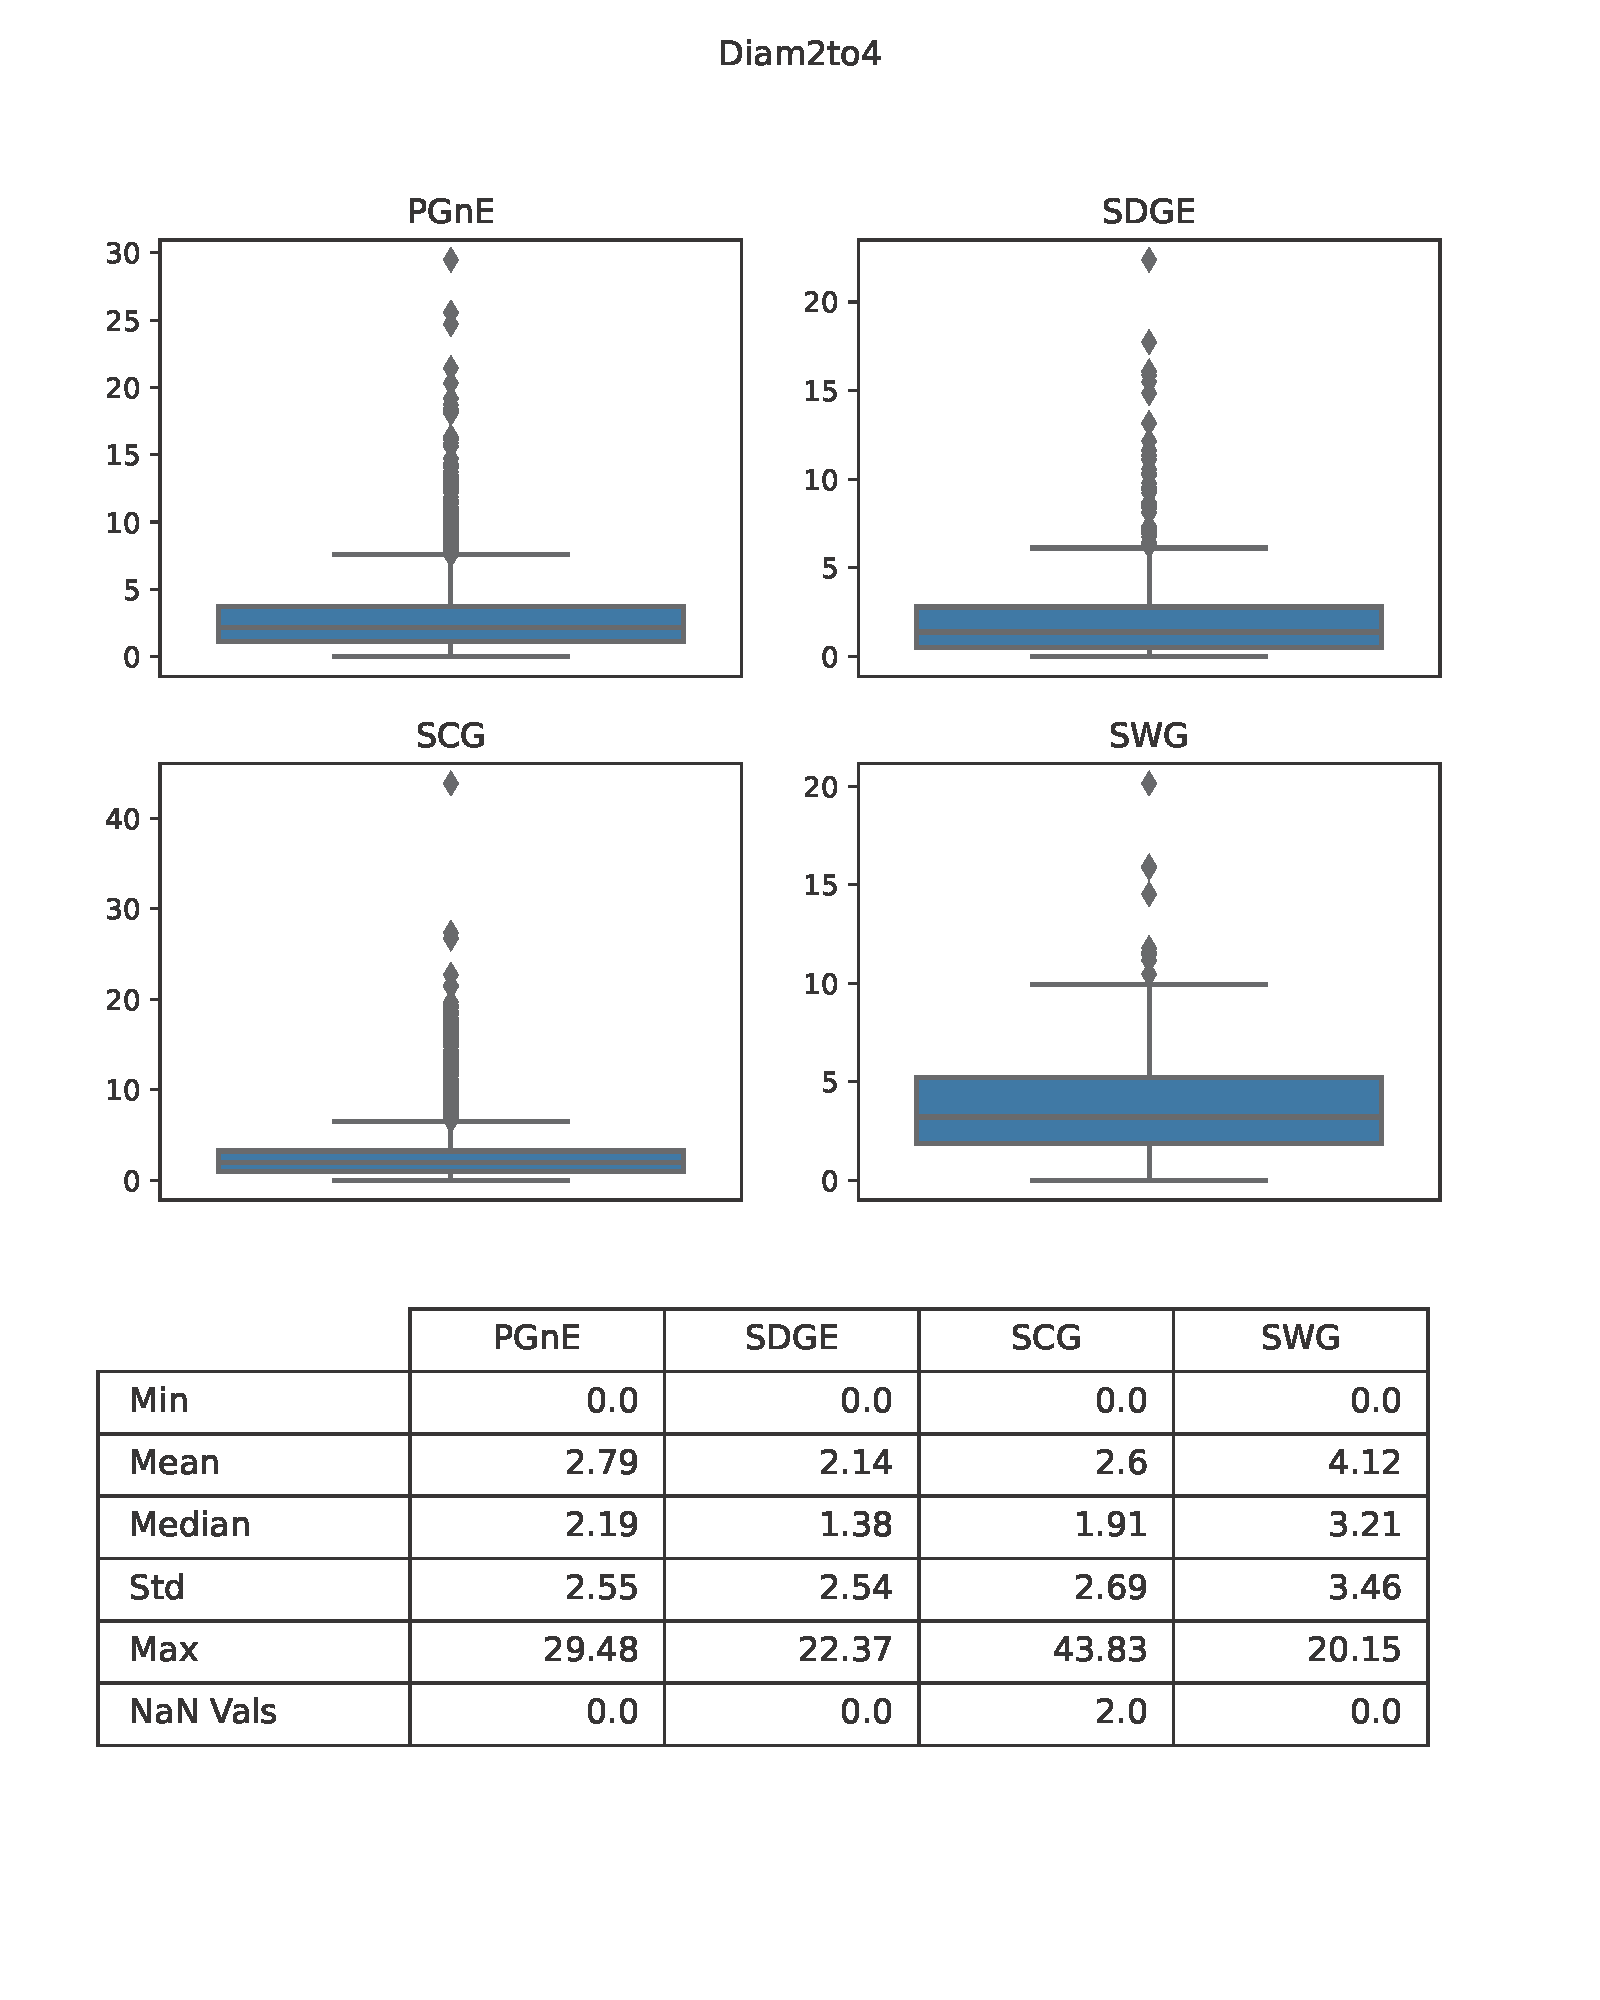 Diam2to4
PGnE
30
25
20
15
10
5
0
SDGE
20
15
10
5
0
SCG
40
30
20
10
0
SWG
20
15
10
5
0
PGnE SDGE SCG SWG
Min 0.0 0.0 0.0 0.0
Mean 2.79 2.14 2.6 4.12
Median 2.19 1.38 1.91 3.21
Std 2.55 2.54 2.69 3.46
Max 29.48 22.37 43.83 20.15
NaN Vals 0.0 0.0 2.0 0.0